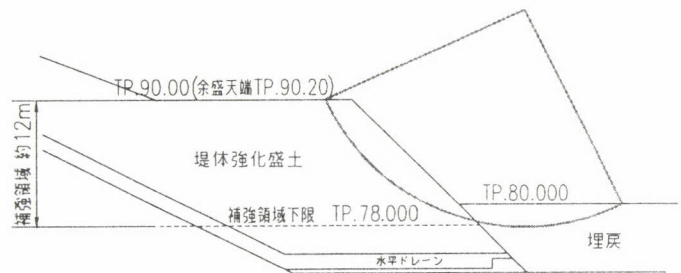 TP.90.00(余盛天端TP.90.20)
補強領域 約12m
堤体強化盛土
TP.80.000
補強領域下限 TP.78.000
埋戻
水平ドレーン